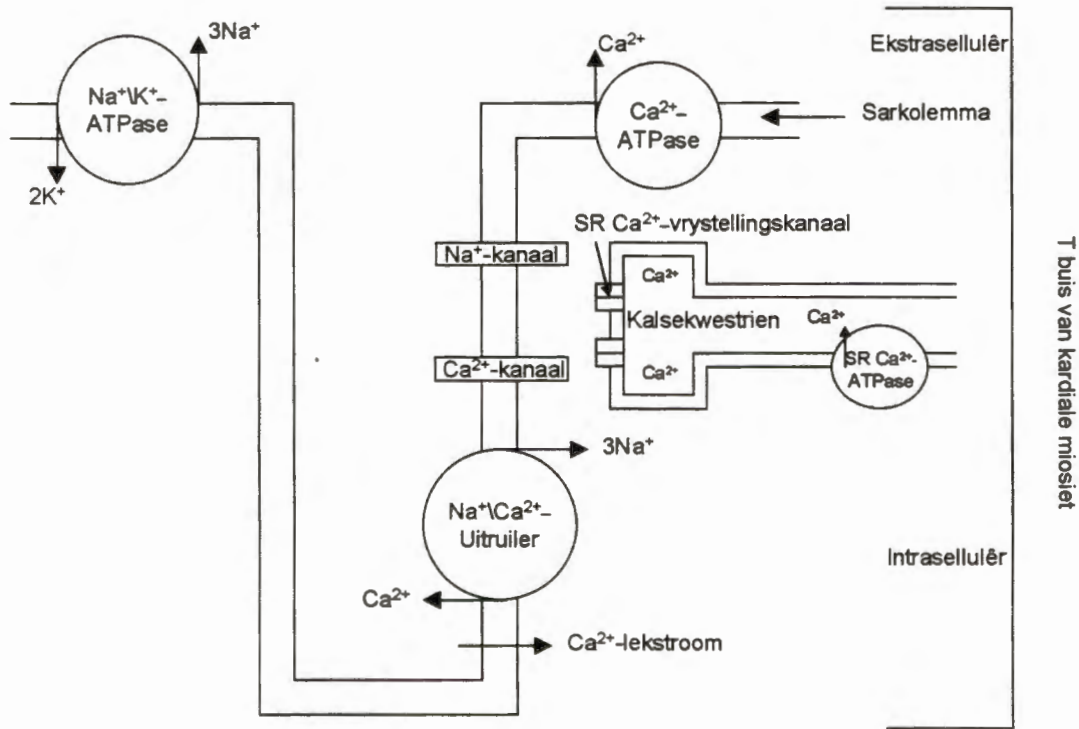 3Na⁺
Na⁺\K⁺–
ATPase
2K⁺
Ca²⁺
Ca²⁺–
ATPase
Ekstrasellulêr
Sarkolemma
SR Ca²⁺–vrystellingskanaal
Na⁺-kanaal
Ca²⁺
Kalsekwestrien
Ca²⁺
Ca²⁺-kanaal
Ca²⁺
SR Ca²⁺–
ATPase
3Na⁺
Na⁺\Ca²⁺–
Uitruiler
Ca²⁺
Ca²⁺–lekstroom
Intrasellulêr
T buis van kardiale miosiet